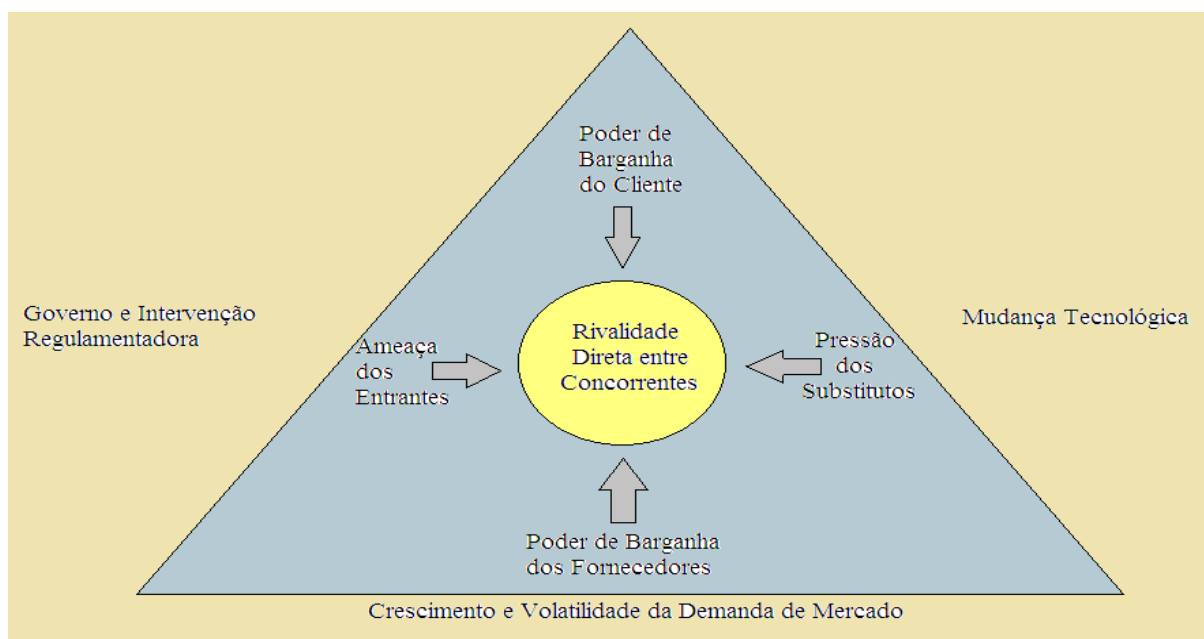 Poder de
Barganha
do Cliente
Governo e Intervenção
Regulamentadora
Mudança Tecnológica
Ameaça
dos
Entrantes
Rivalidade
Direta entre
Concorrentes
Pressão
dos
Substitutos
Poder de Barganha
dos Fornecedores
Crescimento e Volatilidade da Demanda de Mercado